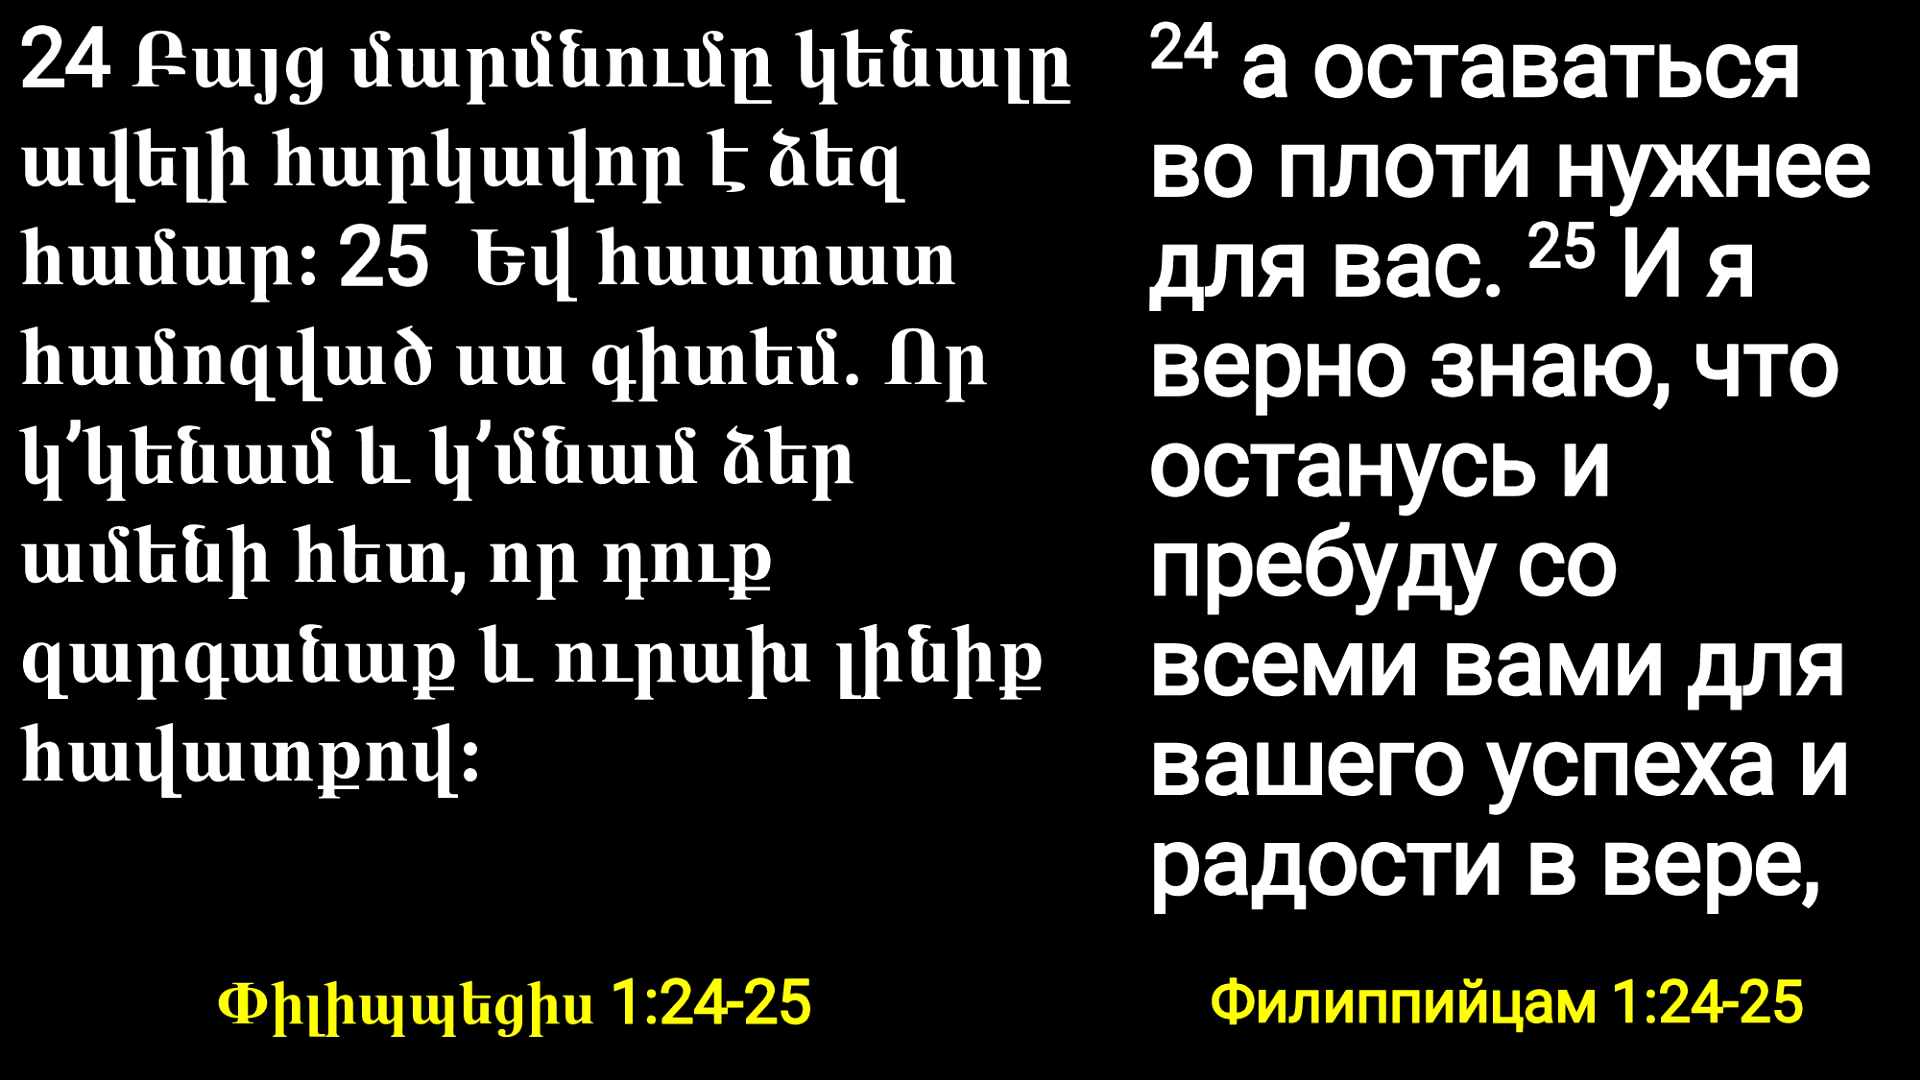 24 Բայց մարմնումը կենալը
ավելի հարկավոր է ձեզ
համար: 25  Եվ հաստատ
համոզված սա գիտեմ. Որ
կ՚կենամ և կ՚մնամ ձեր
ամենի հետ, որ դուք
զարգանաք և ուրախ լինիք
հավատքով:
Փիլիպպեցիս 1:24-25
24 а оставаться
во плоти нужнее
для вас. 25 И я
верно знаю, что
останусь и
пребуду со
всеми вами для
вашего успеха и
радости в вере,
Филиппийцам 1:24-25